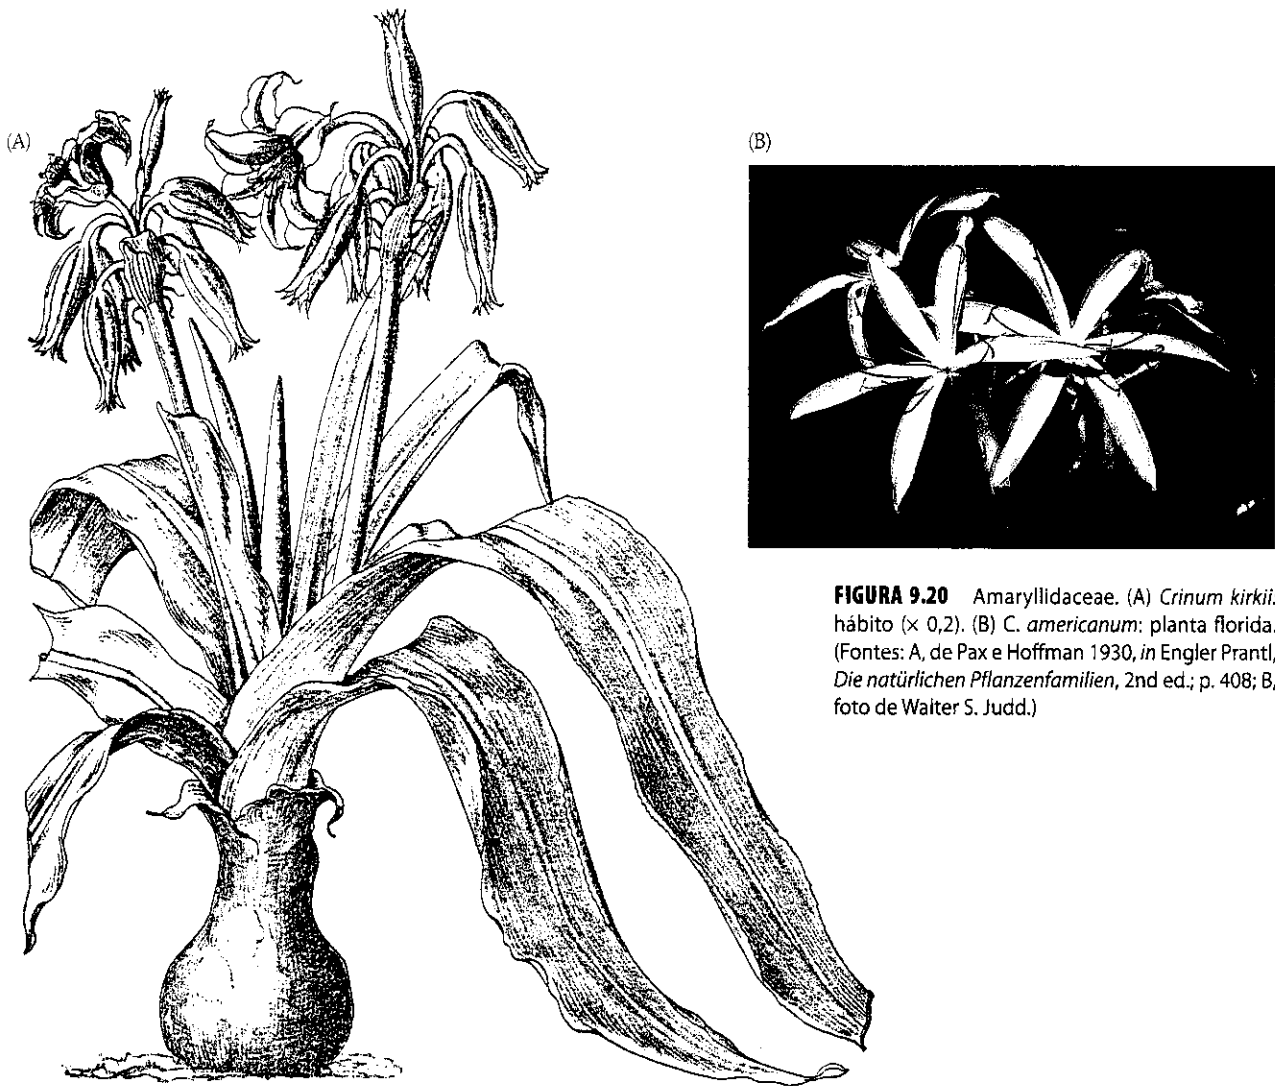 (A)
(B)
FIGURA 9.20 Amaryllidaceae. (A) Crinum kirkii.
hábito (× 0,2). (B) C. americanum: planta florida.
(Fontes: A, de Pax e Hoffman 1930, in Engler Prantl,
Die natürlichen Pflanzenfamilien, 2nd ed.; p. 408; B,
foto de Walter S. Judd.)